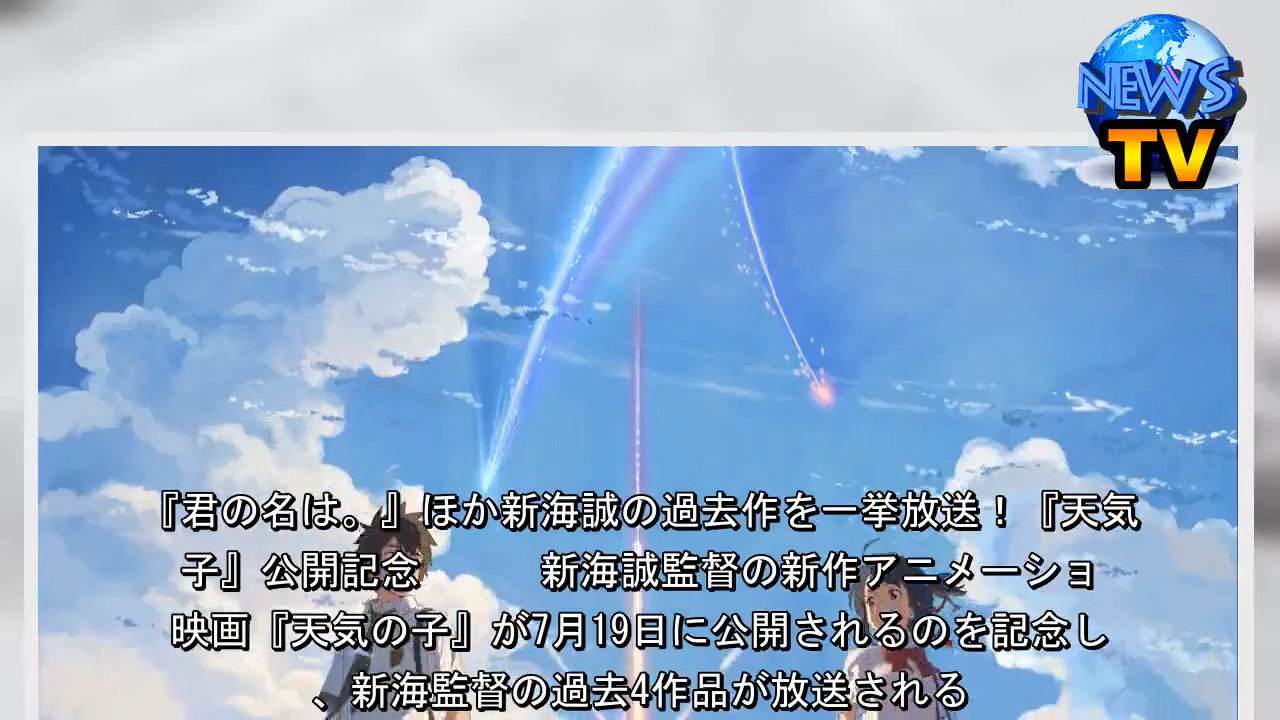 NEWS
TV
『君の名は。』ほか新海誠の過去作を一挙放送！『天気
子』公開記念　　　新海誠監督の新作アニメーショ
映画『天気の子』が7月19日に公開されるのを記念し
、新海監督の過去4作品が放送される